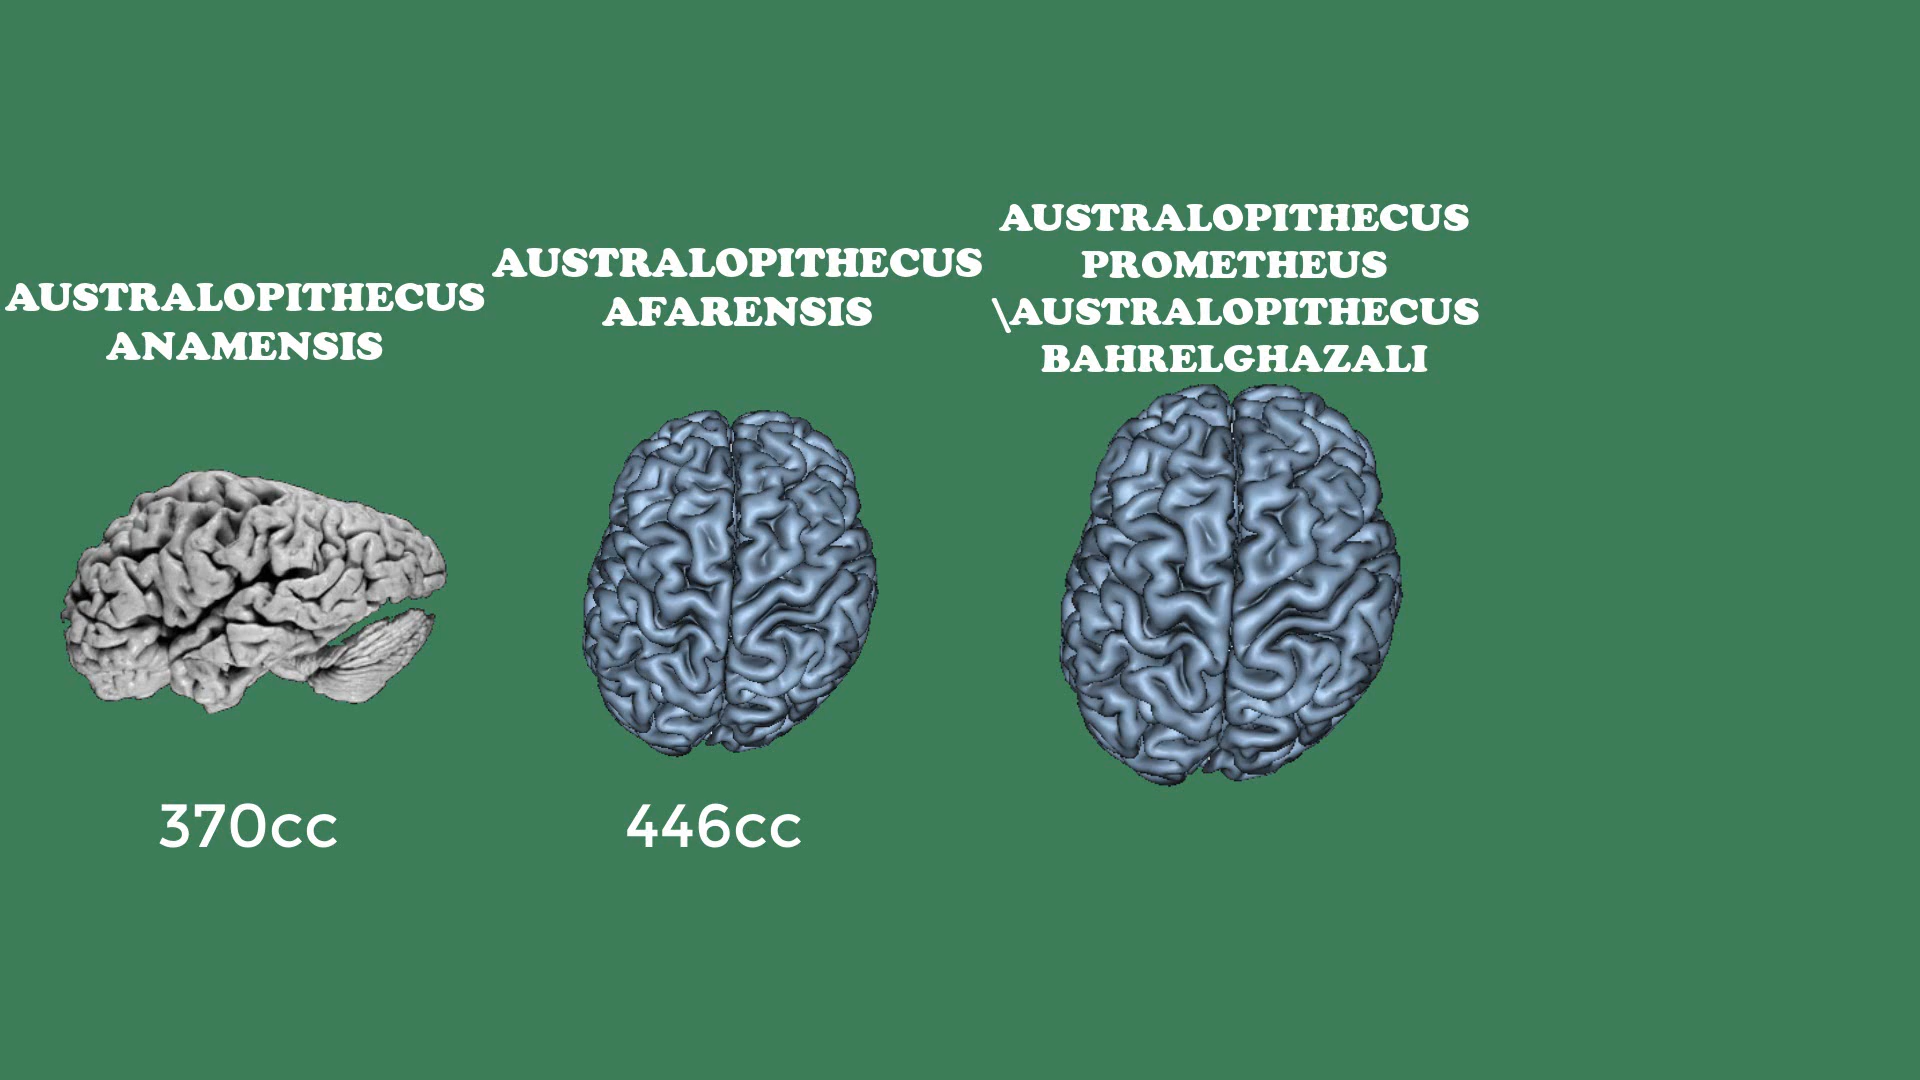 AUSTRALOPITHECUS
ANAMENSIS
370cc
AUSTRALOPITHECUS
AFARENSIS
446cc
AUSTRALOPITHECUS
PROMETHEUS
\AUSTRALOPITHECUS
BAHRELGHAZALI